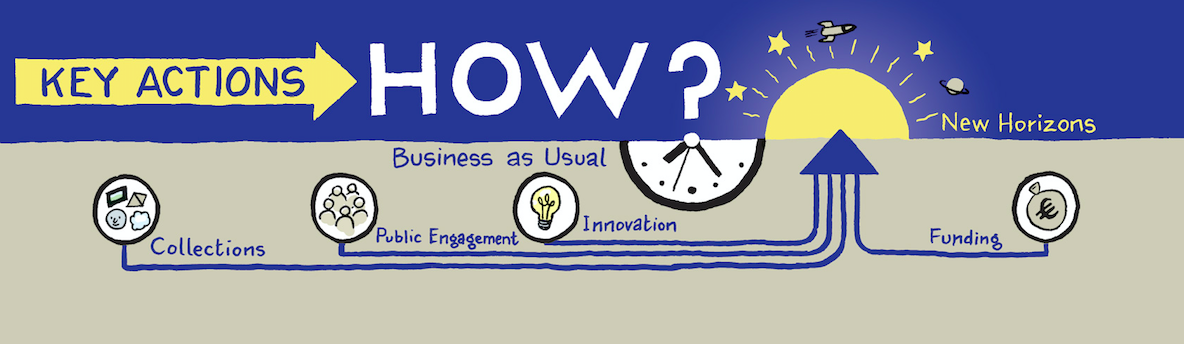 KEY ACTIONS
HOW?
New Horizons
Business as Usual
Collections
Public Engagement
Innovation
Funding
€